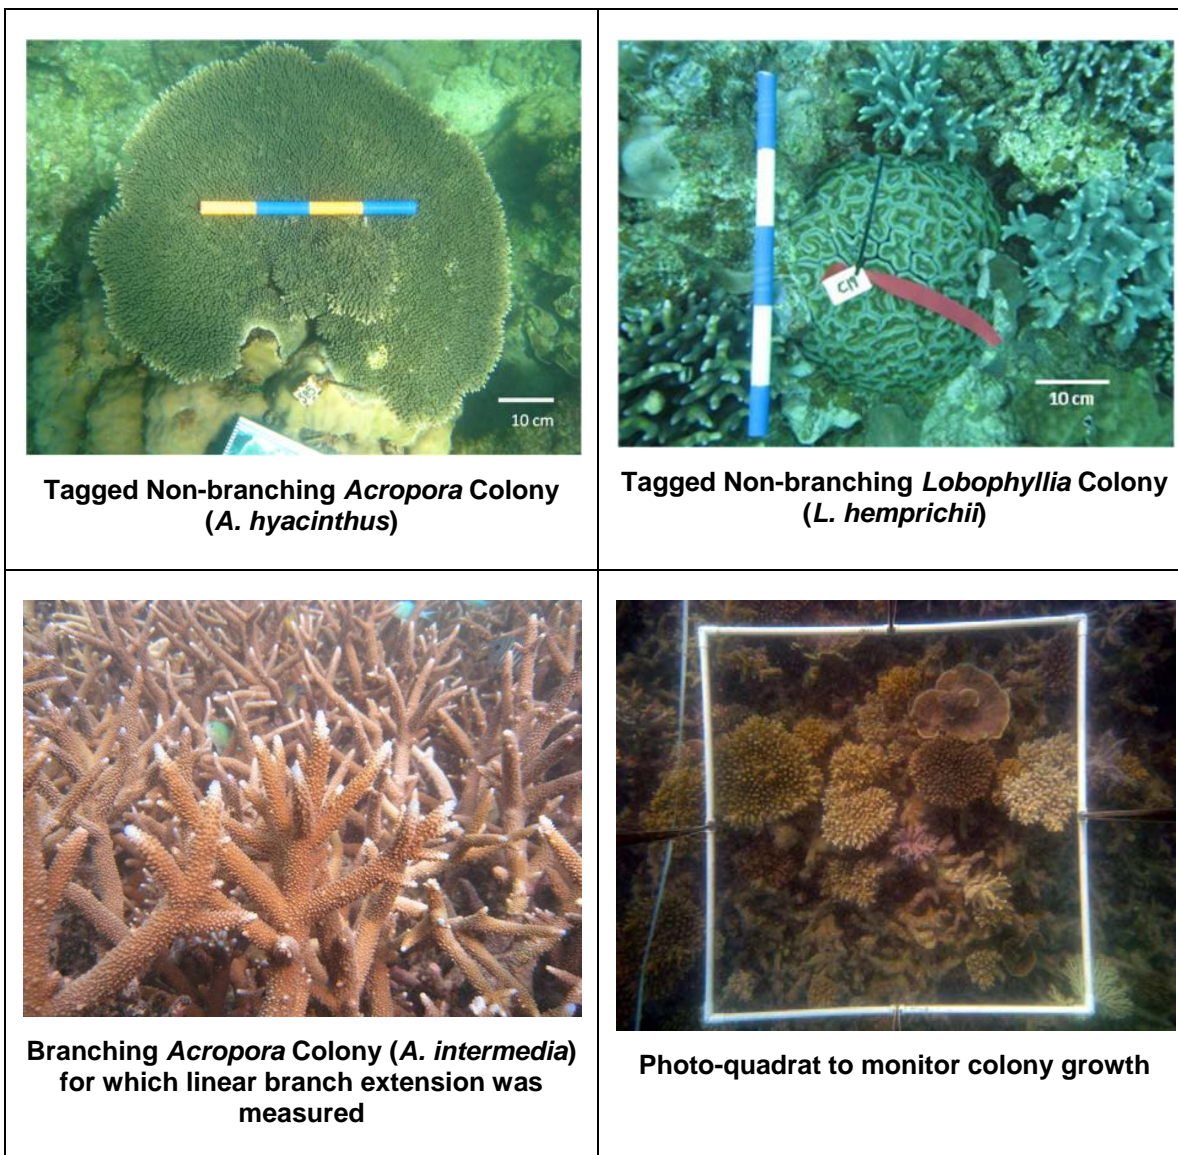 10 cm
Tagged Non-branching Acropora Colony
(A. hyacinthus)
10 cm
Tagged Non-branching Lobophyllia Colony
(L. hemprichii)
Branching Acropora Colony (A. intermedia)
for which linear branch extension was
measured
Photo-quadrat to monitor colony growth